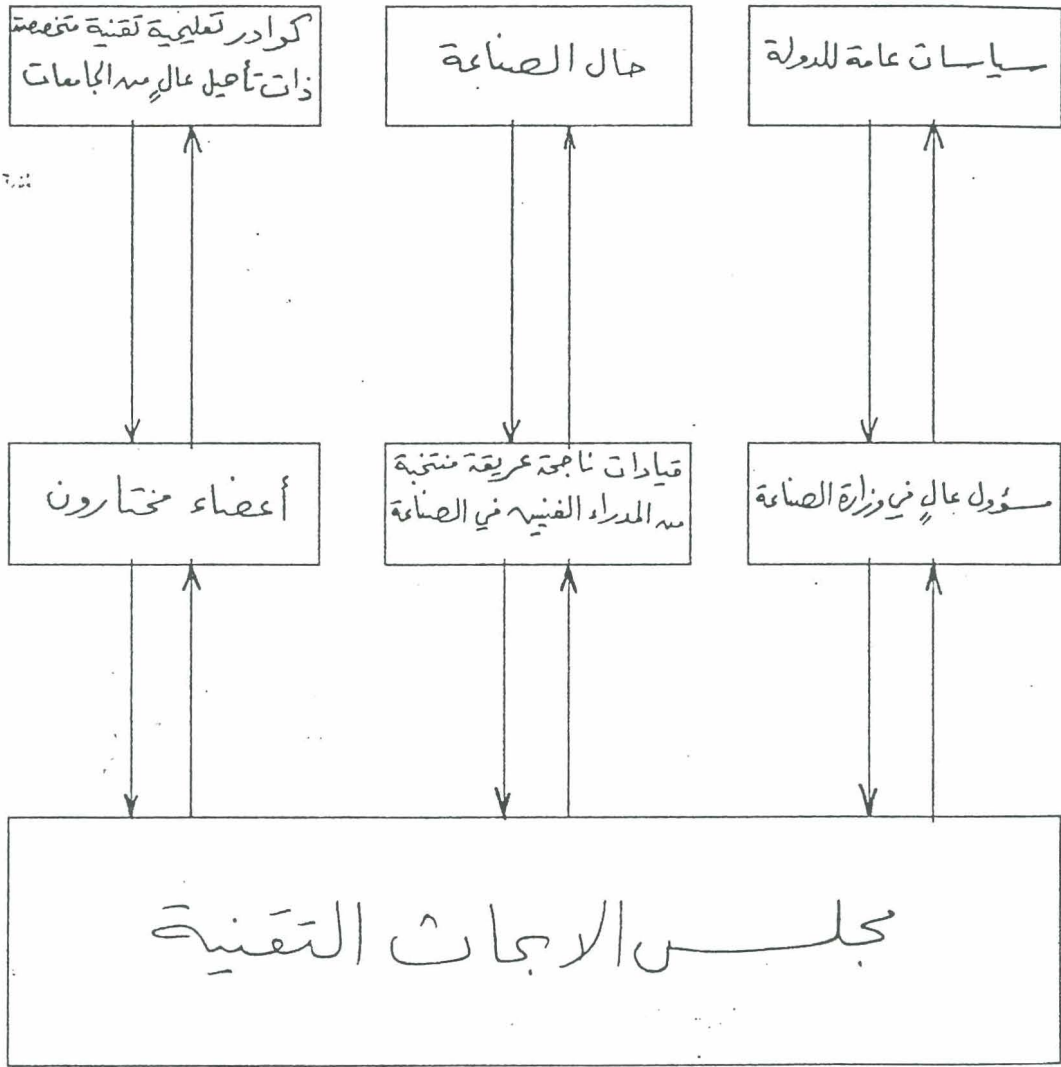 سياسات عامة للدولة
حال الصناعة
كوادر تعليمية تقنية متخصصة
ذات تأهيل عالٍ من الجامعات
مسؤول عالٍ في وزارة الصناعة
قيادات ناجحة عريقة منتخبة
من المدراء الفنيين في الصناعة
أعضاء مختارون
مجلس الابحاث التقنية